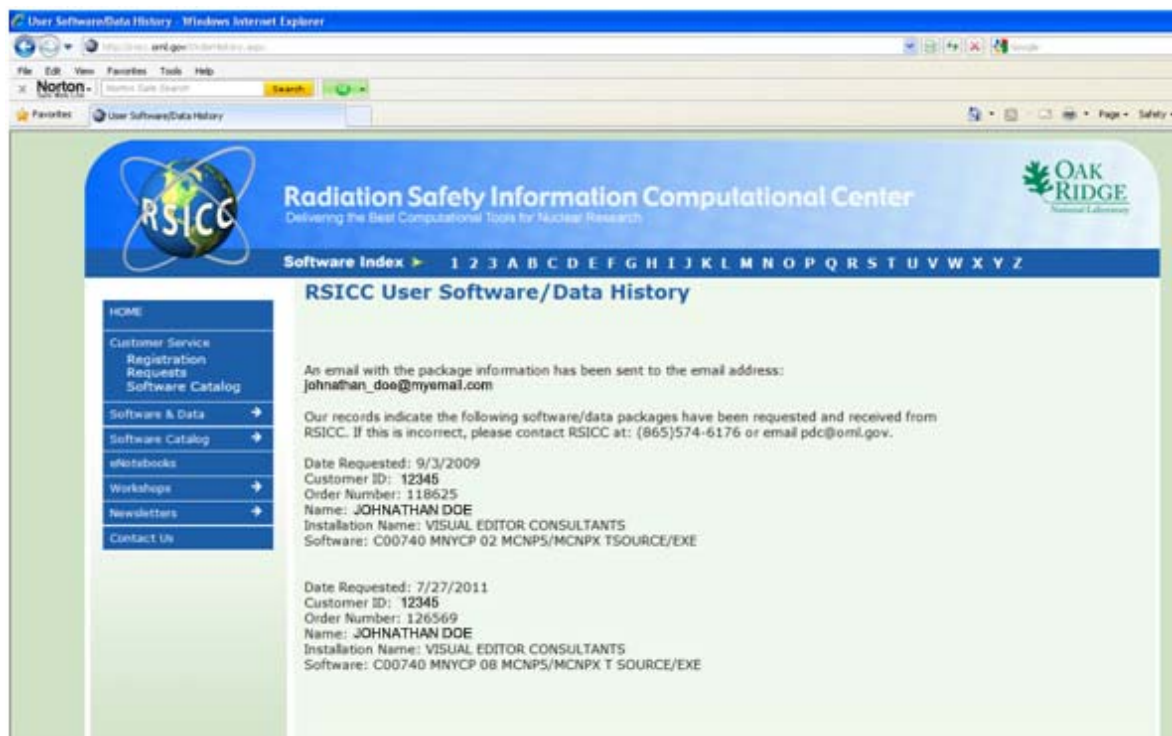 User Software/Data History - Windows Internet Explorer
File Edit View Favorites Tools Help
Norton Search
Favorites User Software/Data History Page Safety
RSICC
Radiation Safety Information Computational Center
Delivering the Best Computational Tools for Nuclear Research
OAK
RIDGE
National Laboratory
Software Index 1 2 3 A B C D E F G H I J K L M N O P Q R S T U V W X Y Z
RSICC User Software/Data History
HOME
Customer Service
Registration
Requests
Software Catalog
Software & Data
Software Catalog
eNotebooks
Workshops
Newsletters
Contact Us
An email with the package information has been sent to the email address:
johnathan_doe@myemail.com
Our records indicate the following software/data packages have been requested and received from
RSICC. If this is incorrect, please contact RSICC at: (865)574-6176 or email pdc@ornl.gov.
Date Requested: 9/3/2009
Customer ID: 12345
Order Number: 118625
Name: JOHNATHAN DOE
Installation Name: VISUAL EDITOR CONSULTANTS
Software: C00740 MNYCP 02 MCNP5/MCNPX TSOURCE/EXE
Date Requested: 7/27/2011
Customer ID: 12345
Order Number: 126569
Name: JOHNATHAN DOE
Installation Name: VISUAL EDITOR CONSULTANTS
Software: C00740 MNYCP 08 MCNP5/MCNPX T SOURCE/EXE